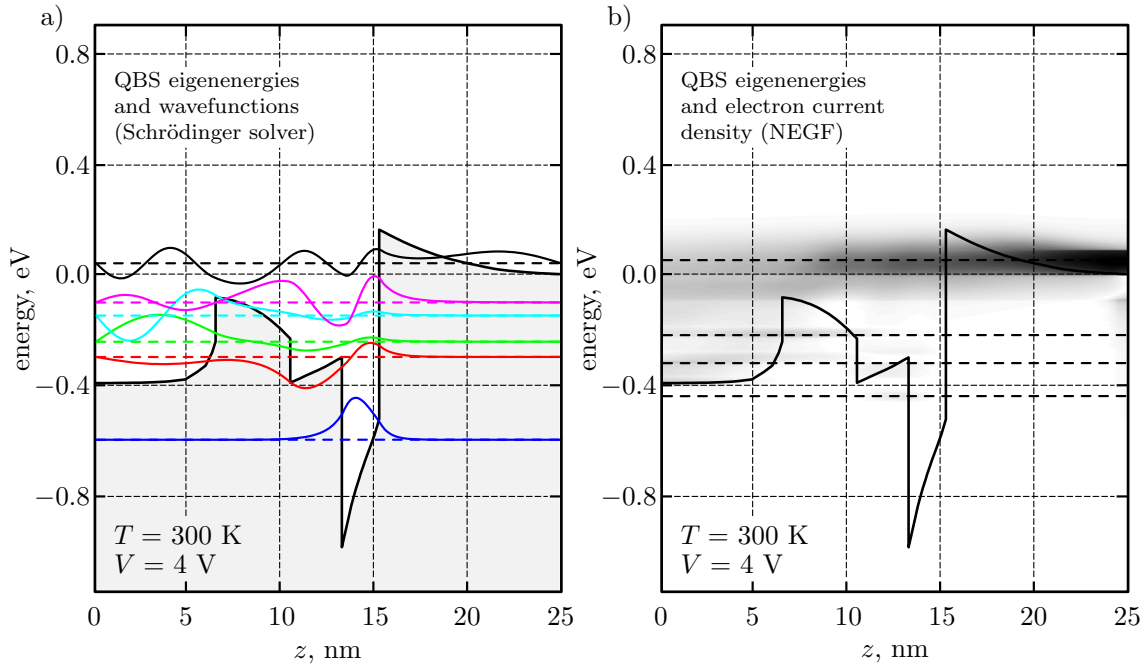 a)
energy, eV
0.8
0.4
0.0
−0.4
−0.8
QBS eigenenergies
and wavefunctions
(Schrödinger solver)
T = 300 K
V = 4 V
0 5 10 15 20 25
z, nm
b)
energy, eV
0.8
0.4
0.0
−0.4
−0.8
QBS eigenenergies
and electron current
density (NEGF)
T = 300 K
V = 4 V
0 5 10 15 20 25
z, nm